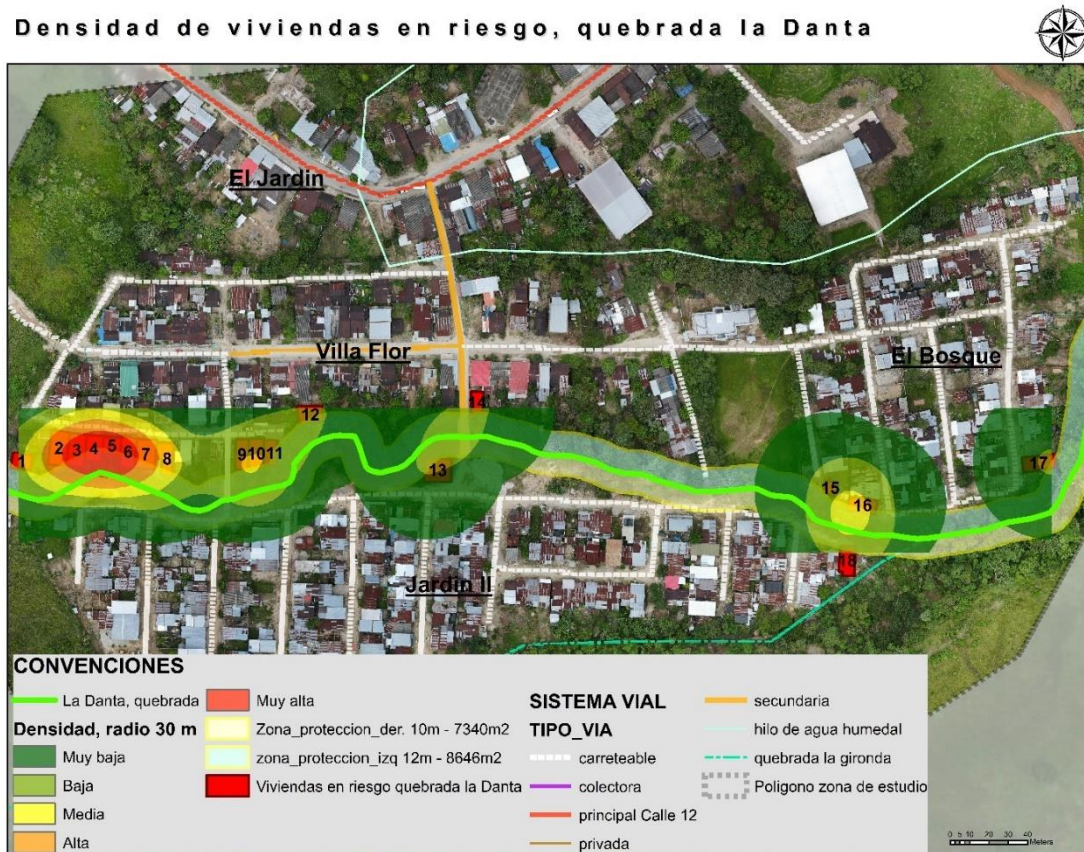 Densidad de viviendas en riesgo, quebrada la Danta
El Jardin
Villa Flor
El Bosque
12
14
1
2
3
4
5
6
7
8
9
10
11
13
15
16
17
18
Jardin II
CONVENCIONES
La Danta, quebrada
Densidad, radio 30 m
Muy baja
Baja
Media
Alta
Muy alta
Zona_proteccion_der. 10m - 7340m2
zona_proteccion_izq 12m - 8646m2
Viviendas en riesgo quebrada la Danta
SISTEMA VIAL
TIPO_VIA
carreteable
colectora
principal Calle 12
privada
secundaria
hilo de agua humedal
quebrada la gironda
Poligono zona de estudio
0 5 10 20 30 40
Meters